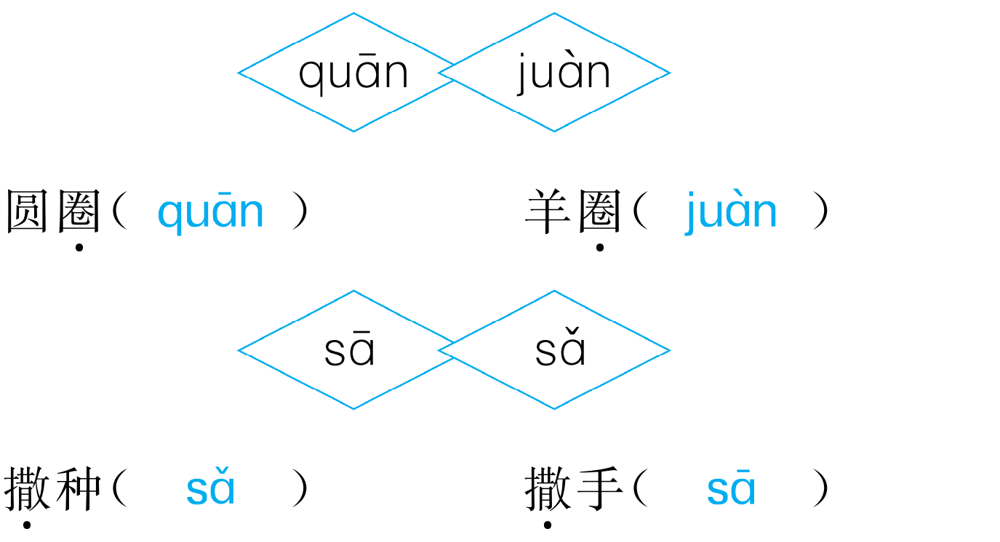 quān juàn
圆圈( quān ) 羊圈( juàn )
sā sǎ
撒种( sǎ ) 撒手( sā )